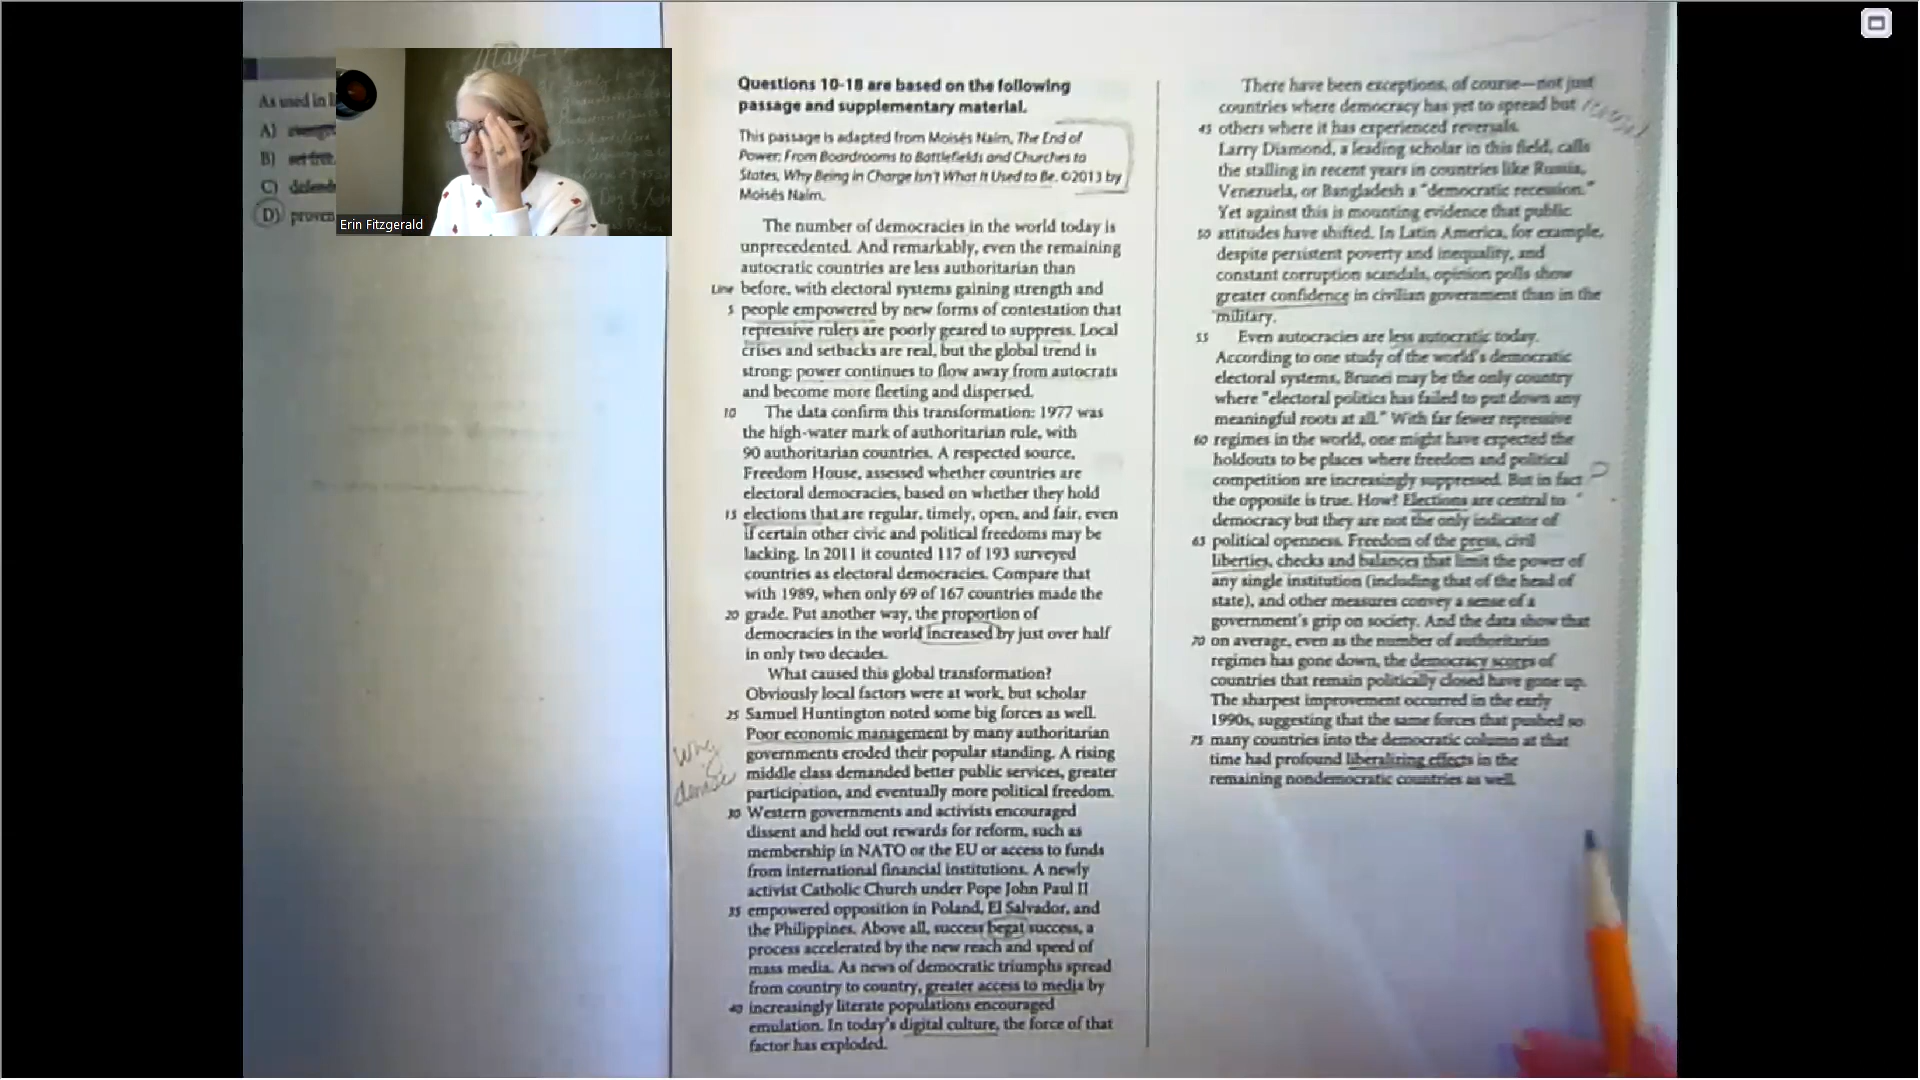 As used in li
A)
B) set free
C) defend
D) proven
Erin Fitzgerald
Questions 10-18 are based on the following
passage and supplementary material.
This passage is adapted from Moisés Naím, The End of
Power: From Boardrooms to Battlefields and Churches to
States, Why Being in Charge Isn't What It Used to Be. ©2013 by
Moisés Naím.
The number of democracies in the world today is
unprecedented. And remarkably, even the remaining
autocratic countries are less authoritarian than
Line before, with electoral systems gaining strength and
5 people empowered by new forms of contestation that
repressive rulers are poorly geared to suppress. Local
crises and setbacks are real, but the global trend is
strong: power continues to flow away from autocrats
and become more fleeting and dispersed.
10 The data confirm this transformation: 1977 was
the high-water mark of authoritarian rule, with
90 authoritarian countries. A respected source,
Freedom House, assessed whether countries are
electoral democracies, based on whether they hold
15 elections that are regular, timely, open, and fair, even
if certain other civic and political freedoms may be
lacking. In 2011 it counted 117 of 193 surveyed
countries as electoral democracies. Compare that
with 1989, when only 69 of 167 countries made the
20 grade. Put another way, the proportion of
democracies in the world increased by just over half
in only two decades.
What caused this global transformation?
Obviously local factors were at work, but scholar
25 Samuel Huntington noted some big forces as well.
Poor economic management by many authoritarian
governments eroded their popular standing. A rising
middle class demanded better public services, greater
participation, and eventually more political freedom.
30 Western governments and activists encouraged
dissent and held out rewards for reform, such as
membership in NATO or the EU or access to funds
from international financial institutions. A newly
activist Catholic Church under Pope John Paul II
35 empowered opposition in Poland, El Salvador, and
the Philippines. Above all, success begat success, a
process accelerated by the new reach and speed of
mass media. As news of democratic triumphs spread
from country to country, greater access to media by
40 increasingly literate populations encouraged
emulation. In today's digital culture, the force of that
factor has exploded.
why
There have been exceptions, of course—not just
countries where democracy has yet to spread but
45 others where it has experienced reversals.
Larry Diamond, a leading scholar in this field, calls
the stalling in recent years in countries like Russia,
Venezuela, or Bangladesh a "democratic recession."
Yet against this is mounting evidence that public
50 attitudes have shifted. In Latin America, for example,
despite persistent poverty and inequality, and
constant corruption scandals, opinion polls show
greater confidence in civilian government than in the
military.
55 Even autocracies are less autocratic today.
According to one study of the world's democratic
electoral systems, Brunei may be the only country
where "electoral politics has failed to put down any
meaningful roots at all." With far fewer repressive
60 regimes in the world, one might have expected the
holdouts to be places where freedom and political
competition are increasingly suppressed. But in fact
the opposite is true. How? Elections are central to
democracy but they are not the only indicator of
65 political openness. Freedom of the press, civil
liberties, checks and balances that limit the power of
any single institution (including that of the head of
state), and other measures convey a sense of a
government's grip on society. And the data show that
70 on average, even as the number of authoritarian
regimes has gone down, the democracy scores of
countries that remain politically closed have gone up.
The sharpest improvement occurred in the early
1990s, suggesting that the same forces that pushed so
75 many countries into the democratic column at that
time had profound liberalizing effects in the
remaining nondemocratic countries as well.